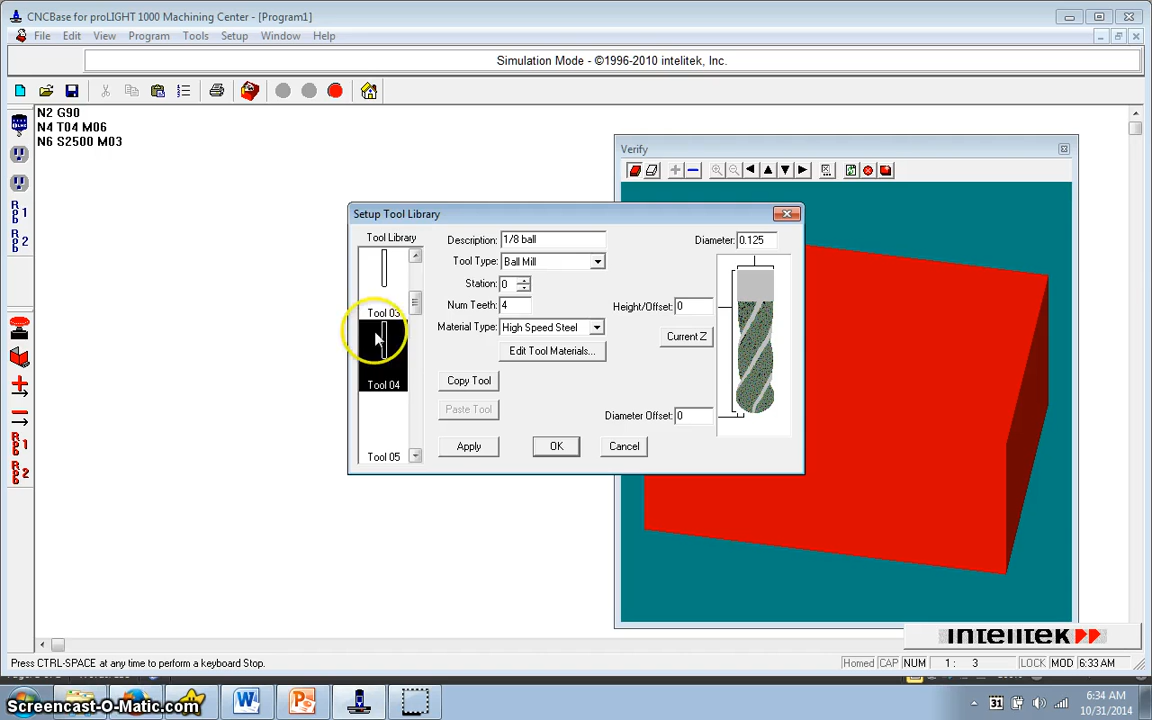 CNCBase for proLIGHT 1000 Machining Center - [Program1]
File Edit View Program Tools Setup Window Help
Simulation Mode - ©1996-2010 intelitek, Inc.
N2 G90
N4 T04 M06
N6 S2500 M03
Verify
Setup Tool Library
Tool Library
Tool 03
Tool 04
Tool 05
Description: 1/8 ball
Tool Type: Ball Mill
Station: 0
Num Teeth: 4
Material Type: High Speed Steel
Edit Tool Materials...
Copy Tool
Paste Tool
Apply OK Cancel
Diameter: 0.125
Height/Offset: 0
Current Z
Diameter Offset: 0
intelitek
Press CTRL-SPACE at any time to perform a keyboard Stop.
Homed CAP NUM 1 : 3 LOCK MOD 6:33 AM
Screencast-O-Matic.com
31
6:34 AM
10/31/2014